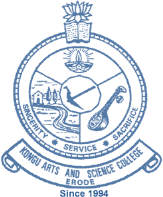 SINCERITY • SERVICE • SACRIFICE
KONGU ARTS AND SCIENCE COLLEGE
ERODE
Since 1994